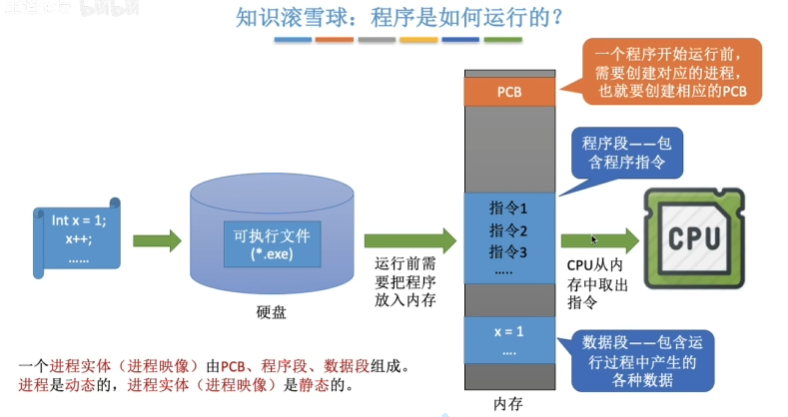 知识滚雪球：程序是如何运行的？
一个程序开始运行前，
需要创建对应的进程，
也就要创建相应的PCB
PCB
程序段——包
含程序指令
Int x = 1;
x++;
……
可执行文件
(*.exe)
硬盘
运行前需
要把程序
放入内存
指令1
指令2
指令3
…..
CPU
CPU从内
存中取出
指令
x = 1
….
数据段——包含运
行过程中产生的
各种数据
内存
一个进程实体（进程映像）由PCB、程序段、数据段组成。
进程是动态的，进程实体（进程映像）是静态的。